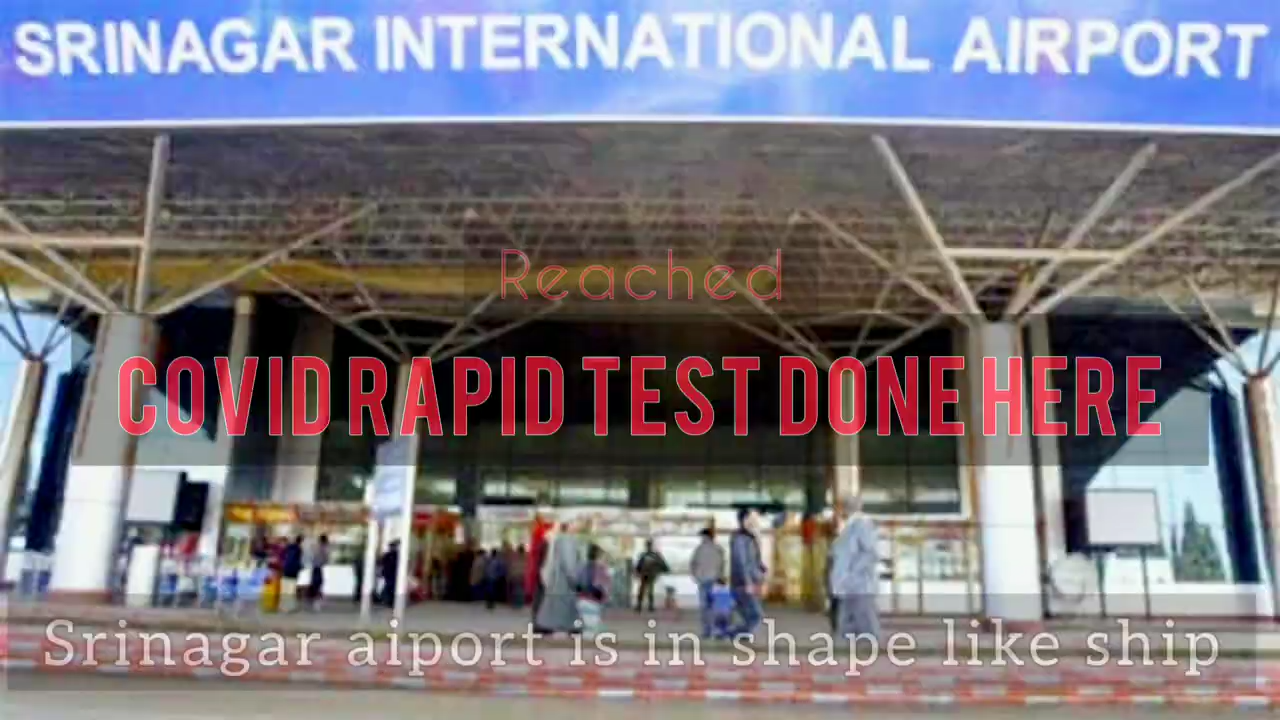 SRINAGAR INTERNATIONAL AIRPORT
Reached
COVID RAPID TEST DONE HERE
Srinagar aiport is in shape like ship